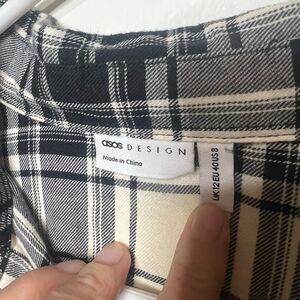 asos DESIGN
Made in China
UK 12 EU 40 US 8